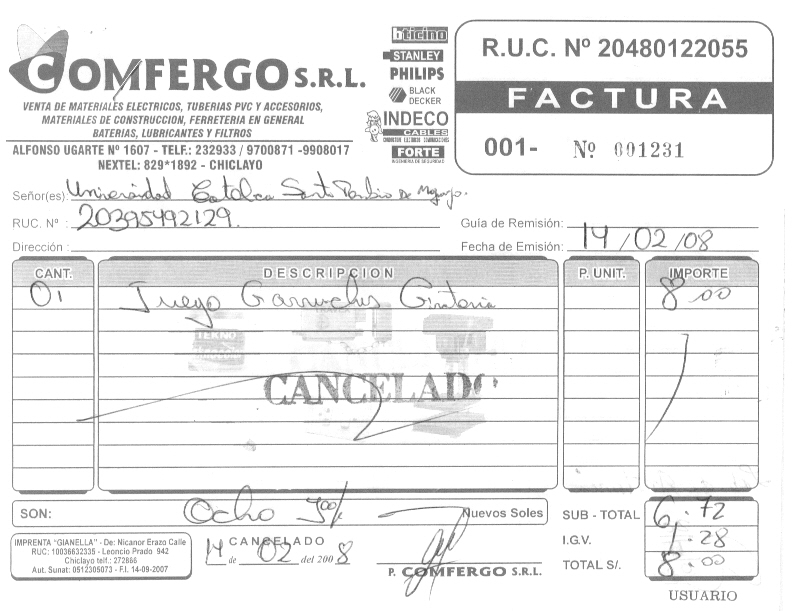 COMFERGO S.R.L.
VENTA DE MATERIALES ELECTRICOS, TUBERIAS PVC Y ACCESORIOS,
MATERIALES DE CONSTRUCCION, FERRETERIA EN GENERAL
BATERIAS, LUBRICANTES Y FILTROS
ALFONSO UGARTE Nº 1607 - TELF.: 232933 / 9700871 -9908017
NEXTEL: 829*1892 - CHICLAYO
bticino
STANLEY
PHILIPS
BLACK
DECKER
INDECO
CABLES
FORTE
R.U.C. Nº 20480122055
FACTURA
001- Nº 001231
Señor(es): Universidad Catolica Santo Toribio De Mogrovejo.
RUC. Nº : 20395492129.
Guía de Remisión:
Dirección :
Fecha de Emisión: 14/02/08
CANT. DESCRIPCION P. UNIT. IMPORTE
01 Juego Garruchas 8.00
CANCELADO
SON: Ocho Nuevos Soles
SUB - TOTAL 6.72
I.G.V. 1.28
TOTAL S/. 8.00
IMPRENTA "GIANELLA" - De: Nicanor Erazo Calle
RUC: 10036632335 - Leoncio Prado 942
Chiclayo telf.: 272866
Aut. Sunat: 0512305073 - F.I. 14-09-2007
CANCELADO
14 de 02 del 2008
P. COMFERGO S.R.L.
USUARIO